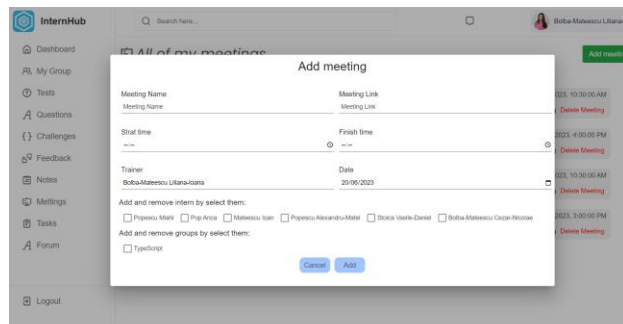 InternHub
Search here...
Bolba-Mateescu Liliana
Dashboard
All of my meetings
Add meetin
Add meeting
My Group
Tests
Meeting Name
Meeting Link
Meeting Name
Meeting Link
023, 10:30:00 AM
Questions
Delete Meeting
Challenges
Strat time
Finish time
2023, 4:00:00 PM
--:--
--:--
Delete Meeting
Feedback
Notes
Trainer
Date
023, 10:30:00 AM
Bolba-Mateescu Liliana-Ioana
20/06/2023
Delete Meeting
Mettings
Add and remove intern by select them:
Popescu Marii
Pop Anca
Mateescu Ioan
Popescu Alexandru-Matei
Stoica Vasile-Daniel
Bolba-Mateescu Cezar-Nicolae
2023, 3:00:00 PM
Tasks
Add and remove groups by select them:
Delete Meeting
Forum
TypeScript
Cancel
Add
Logout